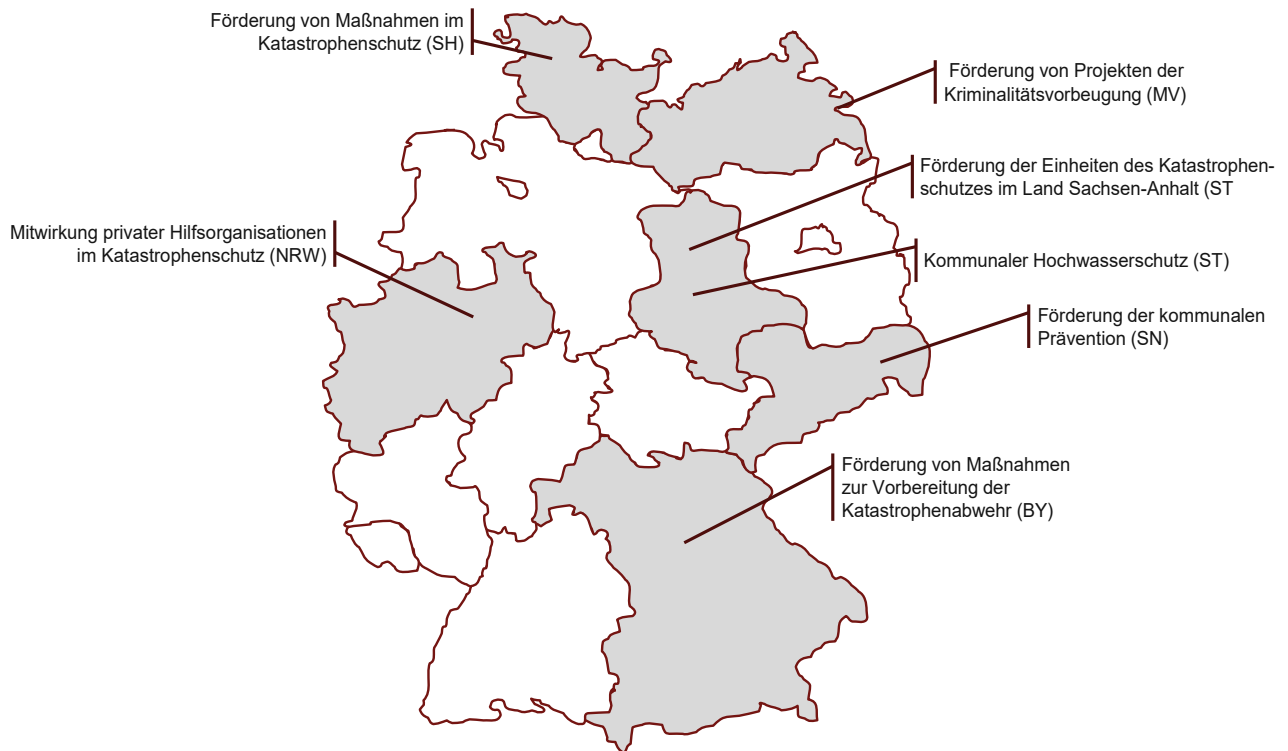 Förderung von Maßnahmen im
Katastrophenschutz (SH)
Förderung von Projekten der
Kriminalitätsvorbeugung (MV)
Förderung der Einheiten des Katastrophen-
schutzes im Land Sachsen-Anhalt (ST
Mitwirkung privater Hilfsorganisationen
im Katastrophenschutz (NRW)
Kommunaler Hochwasserschutz (ST)
Förderung der kommunalen
Prävention (SN)
Förderung von Maßnahmen
zur Vorbereitung der
Katastrophenabwehr (BY)